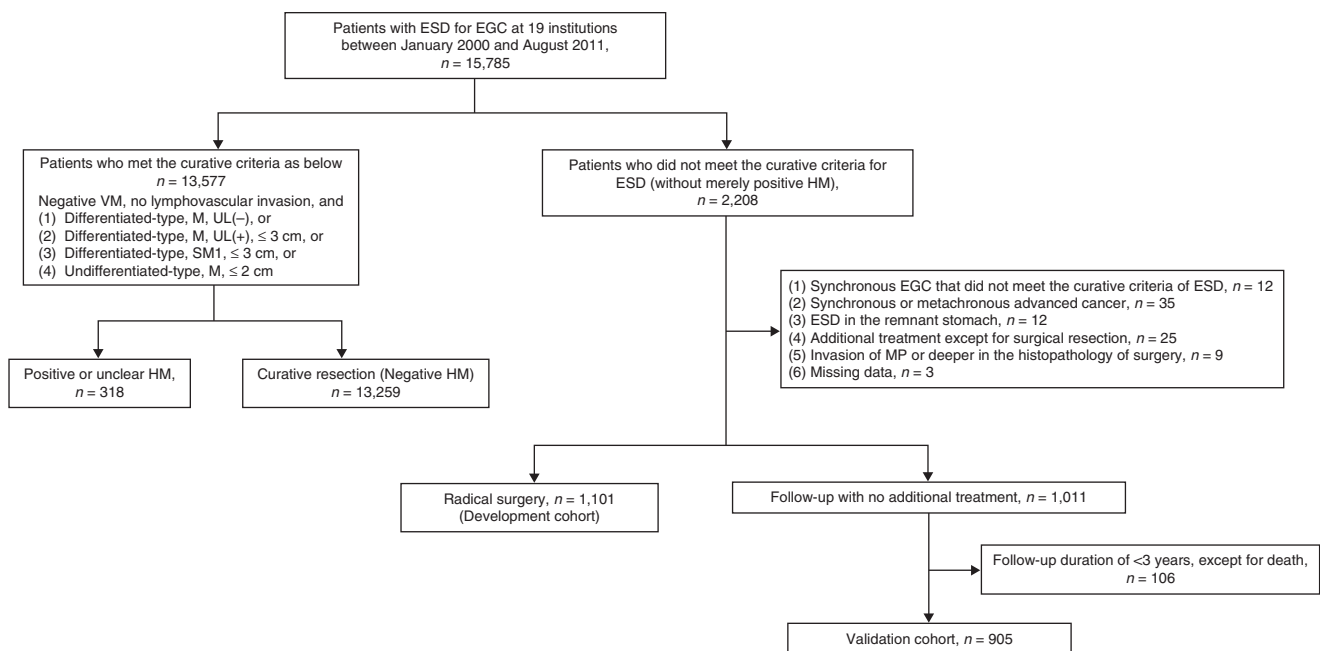 Patients with ESD for EGC at 19 institutions
between January 2000 and August 2011,
n = 15,785
Patients who met the curative criteria as below
n = 13,577
Negative VM, no lymphovascular invasion, and
(1) Differentiated-type, M, UL(–), or
(2) Differentiated-type, M, UL(+), ≤ 3 cm, or
(3) Differentiated-type, SM1, ≤ 3 cm, or
(4) Undifferentiated-type, M, ≤ 2 cm
Patients who did not meet the curative criteria for
ESD (without merely positive HM),
n = 2,208
(1) Synchronous EGC that did not meet the curative criteria of ESD, n = 12
(2) Synchronous or metachronous advanced cancer, n = 35
(3) ESD in the remnant stomach, n = 12
(4) Additional treatment except for surgical resection, n = 25
(5) Invasion of MP or deeper in the histopathology of surgery, n = 9
(6) Missing data, n = 3
Positive or unclear HM,
n = 318
Curative resection (Negative HM)
n = 13,259
Radical surgery, n = 1,101
(Development cohort)
Follow-up with no additional treatment, n = 1,011
Follow-up duration of <3 years, except for death,
n = 106
Validation cohort, n = 905